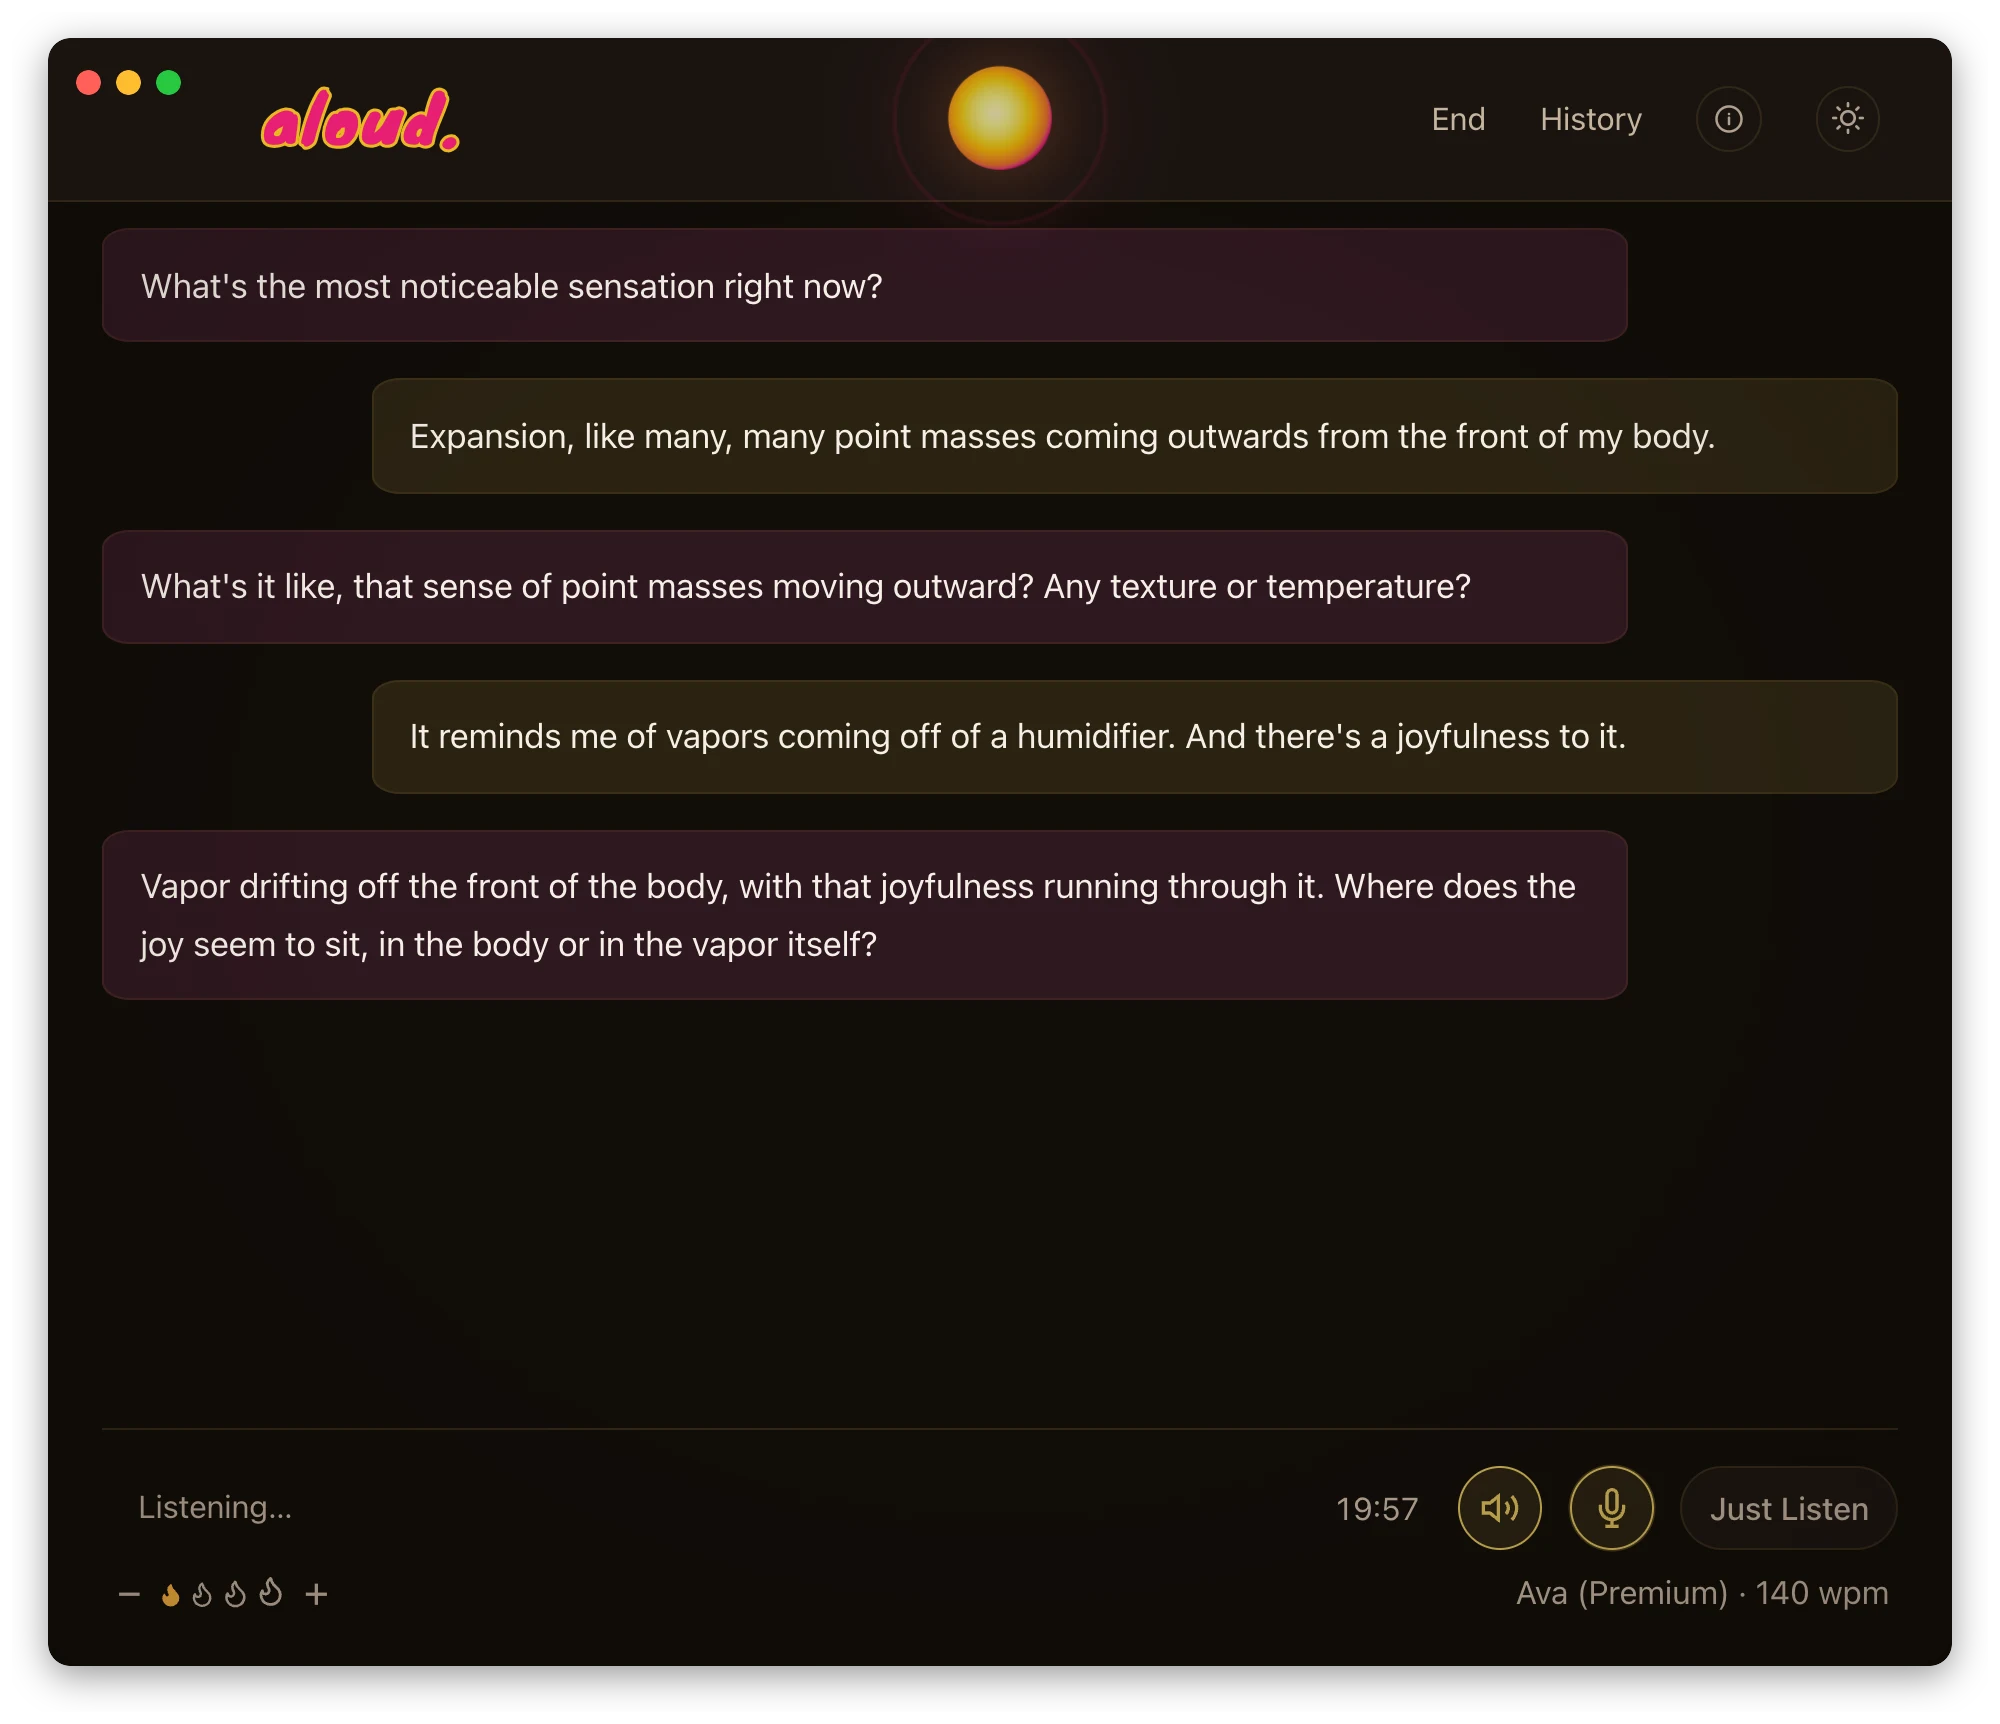 aloud.
End
History
What's the most noticeable sensation right now?
Expansion, like many, many point masses coming outwards from the front of my body.
What's it like, that sense of point masses moving outward? Any texture or temperature?
It reminds me of vapors coming off of a humidifier. And there's a joyfulness to it.
Vapor drifting off the front of the body, with that joyfulness running through it. Where does the
joy seem to sit, in the body or in the vapor itself?
Listening...
19:57
Just Listen
Ava (Premium) · 140 wpm